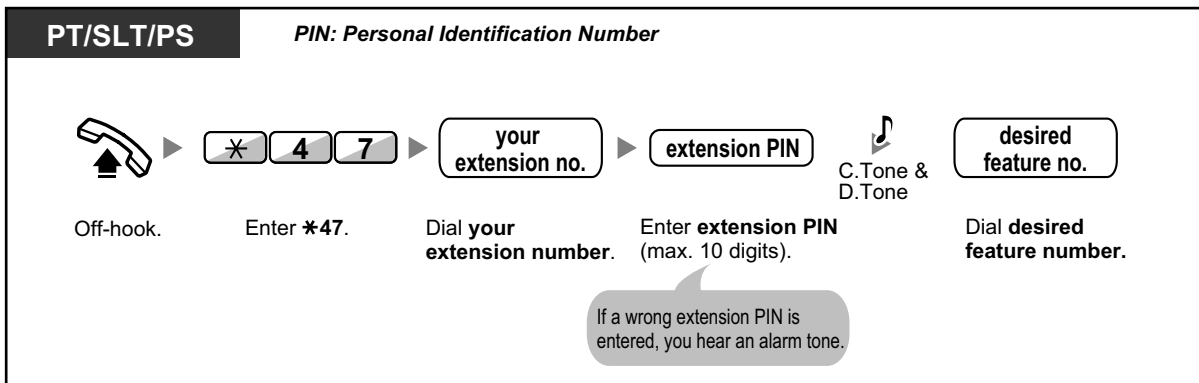 PT/SLT/PS
PIN: Personal Identification Number
✳ 4 7
your
extension no.
extension PIN
C.Tone &
D.Tone
desired
feature no.
Off-hook.
Enter ✳47.
Dial your
extension number.
Enter extension PIN
(max. 10 digits).
Dial desired
feature number.
If a wrong extension PIN is
entered, you hear an alarm tone.